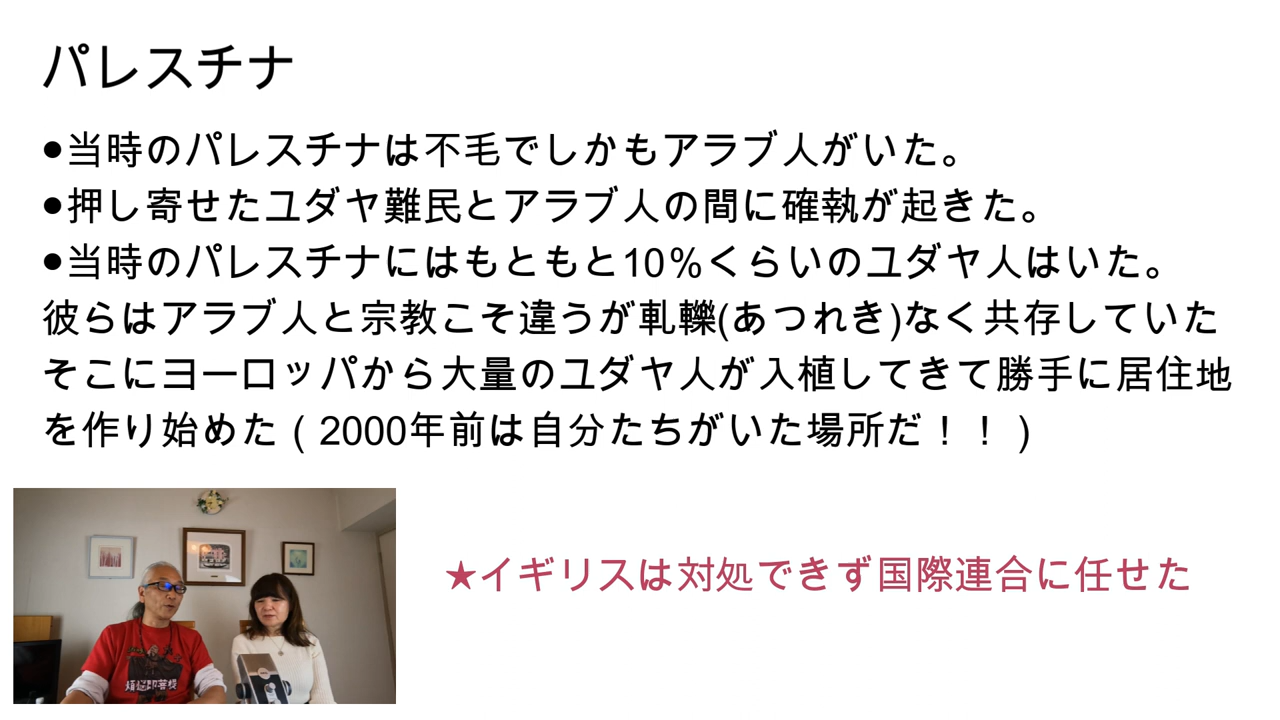 パレスチナ
●当時のパレスチナは不毛でしかもアラブ人がいた。
●押し寄せたユダヤ難民とアラブ人の間に確執が起きた。
●当時のパレスチナにはもともと10%くらいのユダヤ人はいた。
彼らはアラブ人と宗教こそ違うが軋轢(あつれき)なく共存していた
そこにヨーロッパから大量のユダヤ人が入植してきて勝手に居住地
を作り始めた（2000年前は自分たちがいた場所だ！！）
★イギリスは対処できず国際連合に任せた
煩悩即菩提